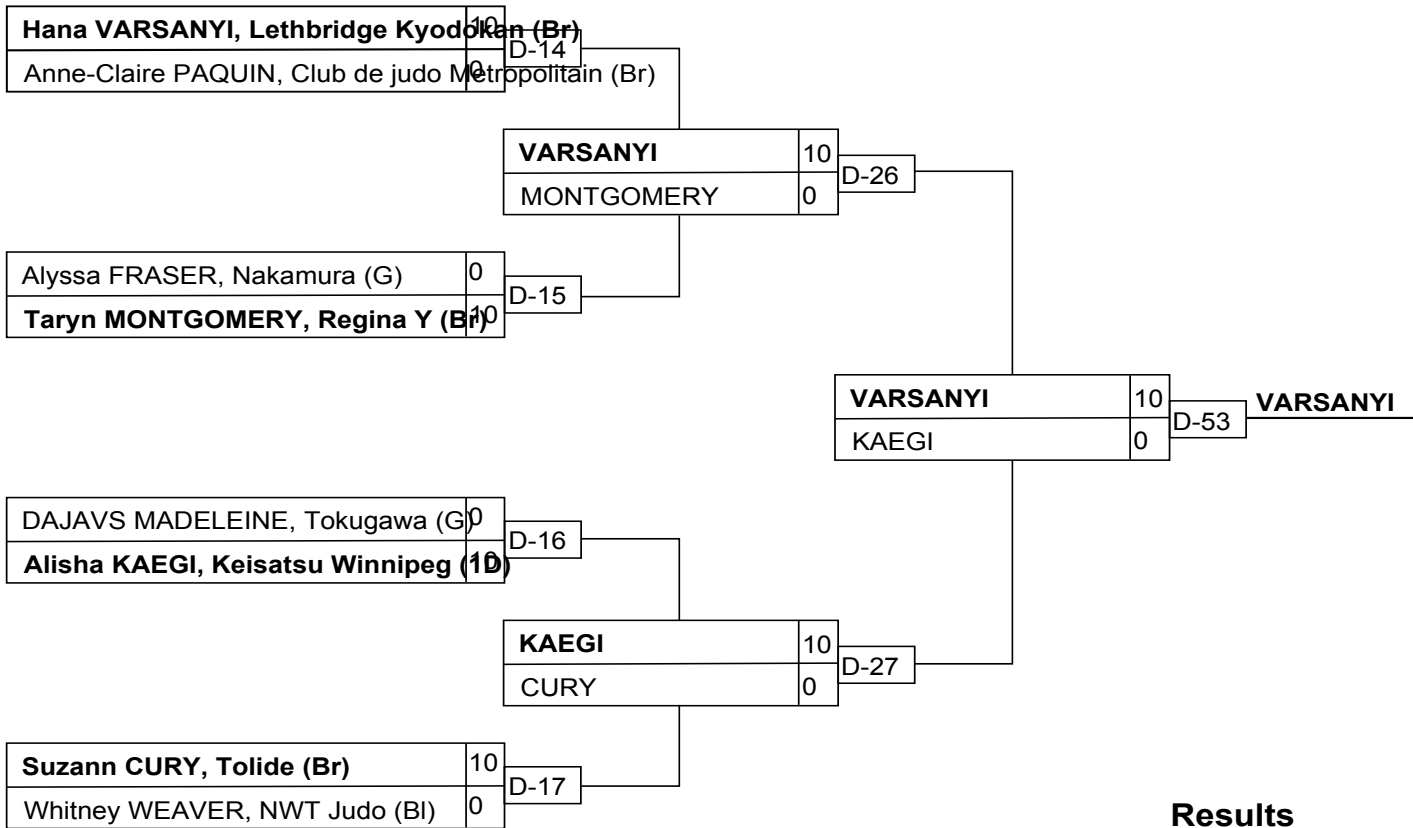 Hana VARSANYI, Lethbridge Kyodokan (Br) 10
D-14
Anne-Claire PAQUIN, Club de judo Métropolitain (Br) 0
VARSANYI 10
D-26
MONTGOMERY 0
Alyssa FRASER, Nakamura (G) 0
D-15
Taryn MONTGOMERY, Regina Y (Br) 10
VARSANYI 10
D-53
VARSANYI
KAEGI 0
DAJAVS MADELEINE, Tokugawa (G) 0
D-16
Alisha KAEGI, Keisatsu Winnipeg (1D) 10
KAEGI 10
D-27
CURY 0
Suzann CURY, Tolide (Br) 10
D-17
Whitney WEAVER, NWT Judo (Bl) 0
Results